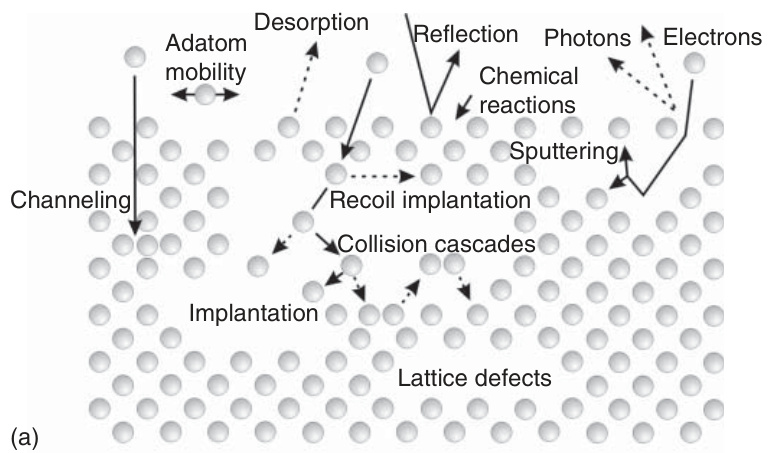 Desorption
Adatom
mobility
Reflection
Photons
Electrons
Chemical
reactions
Sputtering
Channeling
Recoil implantation
Collision cascades
Implantation
Lattice defects
(a)